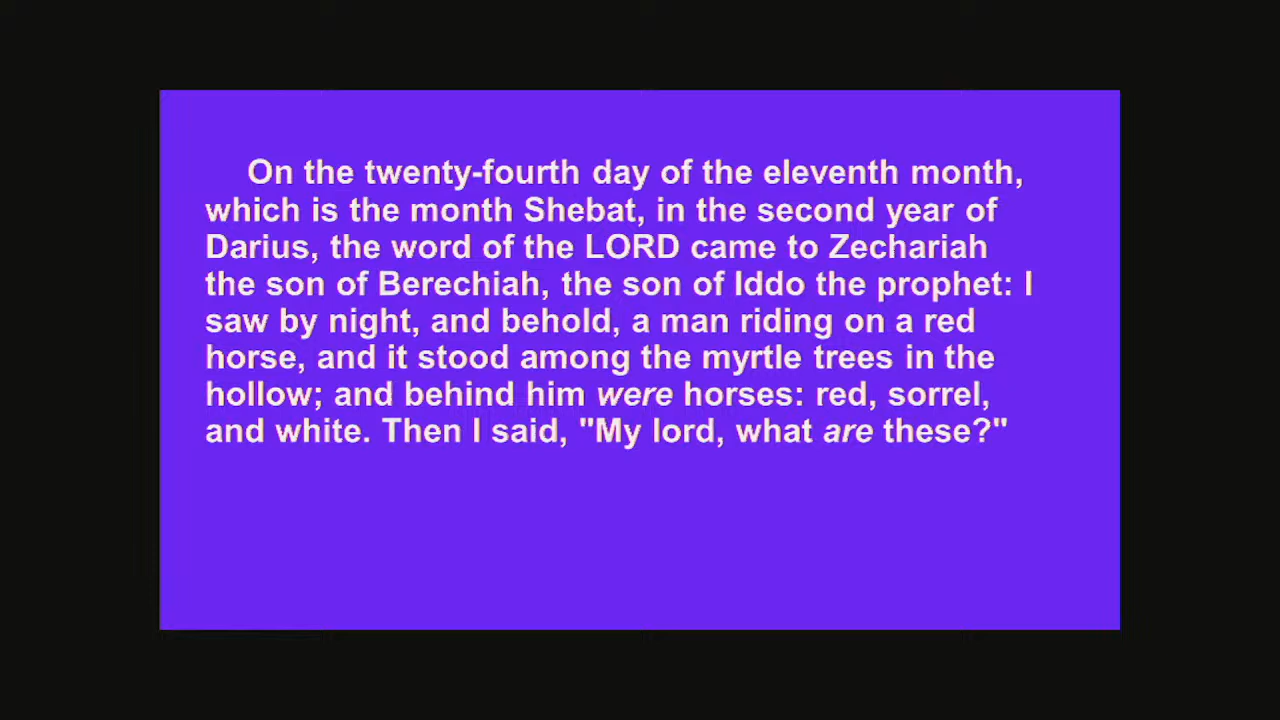 On the twenty-fourth day of the eleventh month,
which is the month Shebat, in the second year of
Darius, the word of the LORD came to Zechariah
the son of Berechiah, the son of Iddo the prophet: I
saw by night, and behold, a man riding on a red
horse, and it stood among the myrtle trees in the
hollow; and behind him were horses: red, sorrel,
and white. Then I said, "My lord, what are these?"